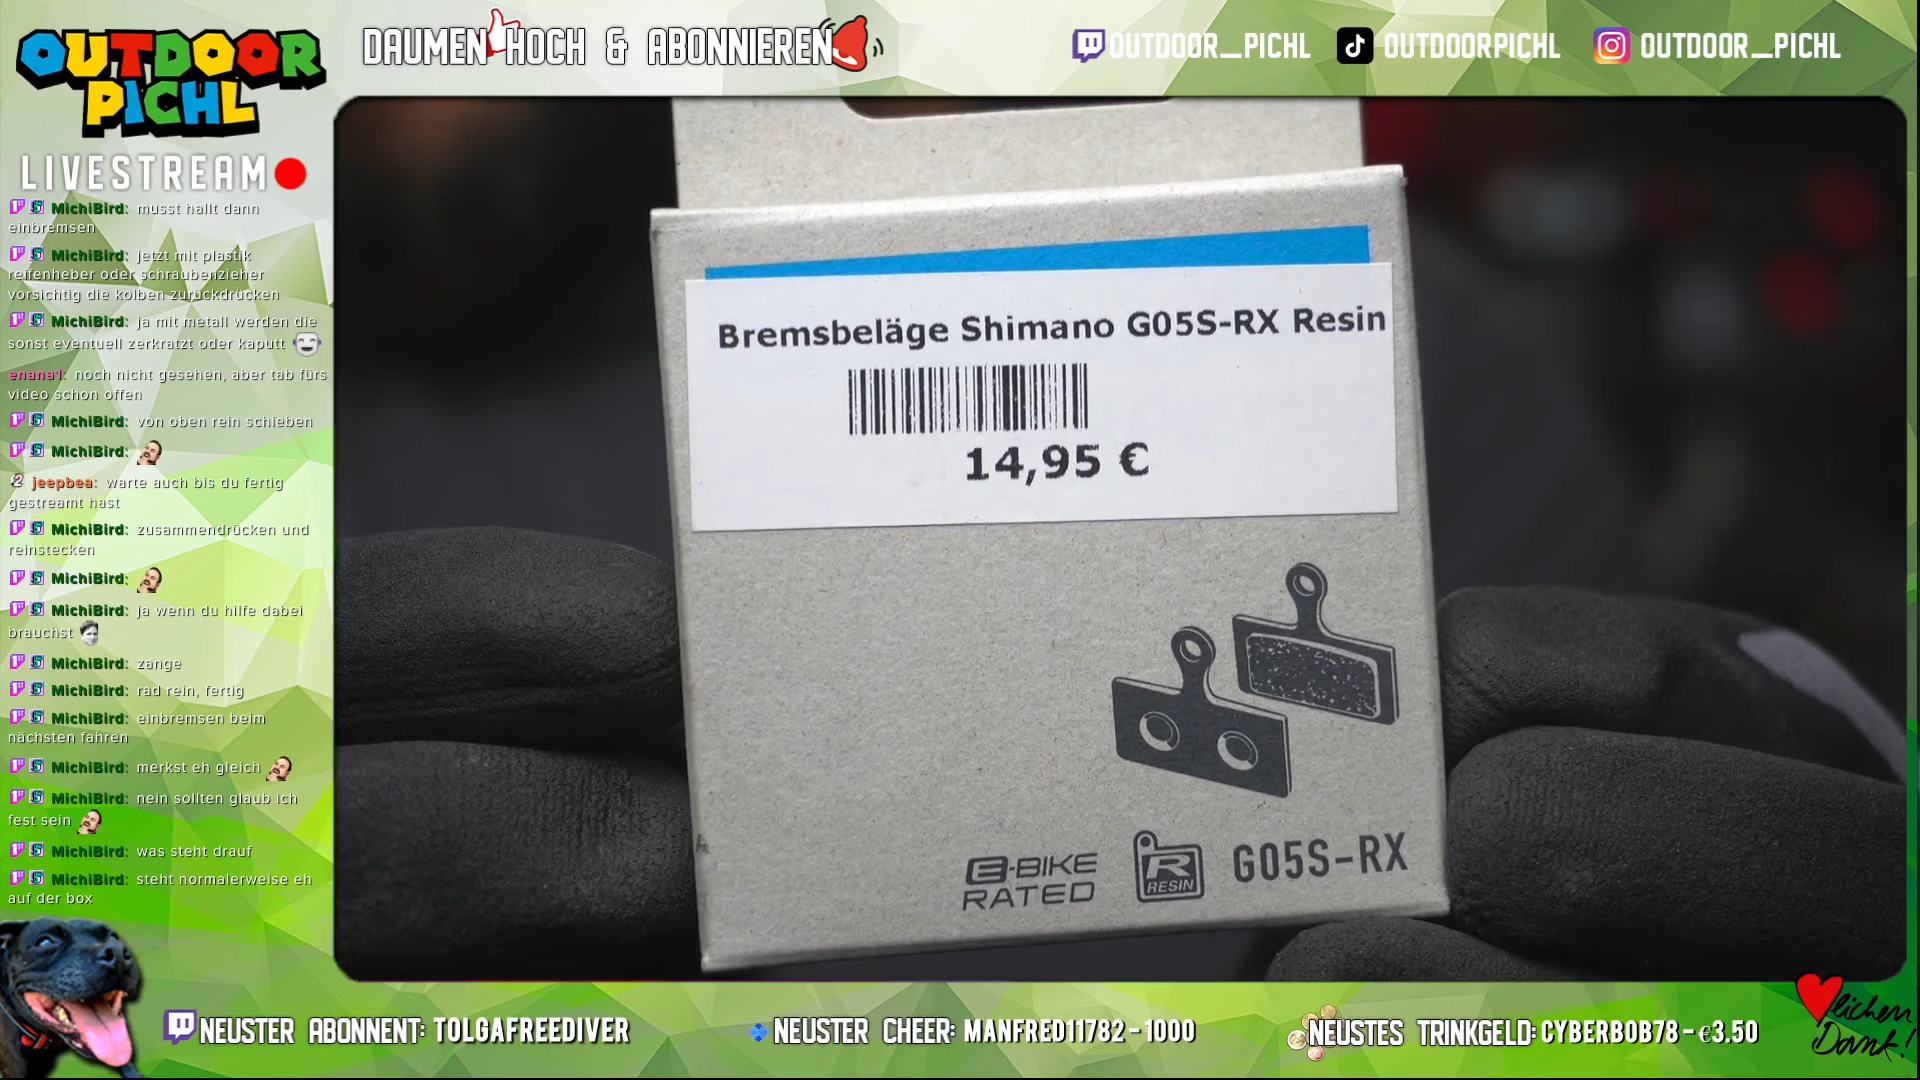 OUTDOOR
PICHL
LIVESTREAM
DAUMEN HOCH & ABONNIEREN
OUTDOOR_PICHL
OUTDOORPICHL
OUTDOOR_PICHL
MichiBird: musst hallt dann
einbremsen
MichiBird: jetzt mit plastik
reifenheber oder schraubenzieher
vorsichtig die kolben zurückdrücken
MichiBird: ja mit metall werden die
sonst eventuell zerkratzt oder kaputt
enana1: noch nicht gesehen, aber tab fürs
video schon offen
MichiBird: von oben rein schieben
MichiBird:
jeepbea: warte auch bis du fertig
gestreamt hast
MichiBird: zusammendrücken und
reinstecken
MichiBird:
MichiBird: ja wenn du hilfe dabei
brauchst
MichiBird: zange
MichiBird: rad rein, fertig
MichiBird: einbremsen beim
nächsten fahren
MichiBird: merkst eh gleich
MichiBird: nein sollten glaub ich
fest sein
MichiBird: was steht drauf
MichiBird: steht normalerweise eh
auf der box
Bremsbeläge Shimano G05S-RX Resin
14,95 €
E-BIKE
RATED
R
RESIN
G05S-RX
NEUSTER ABONNENT: TOLGAFREEDIVER
NEUSTER CHEER: MANFRED11782 - 1000
NEUSTES TRINKGELD: CYBERBOB78 - €3.50
lichen
Dank!